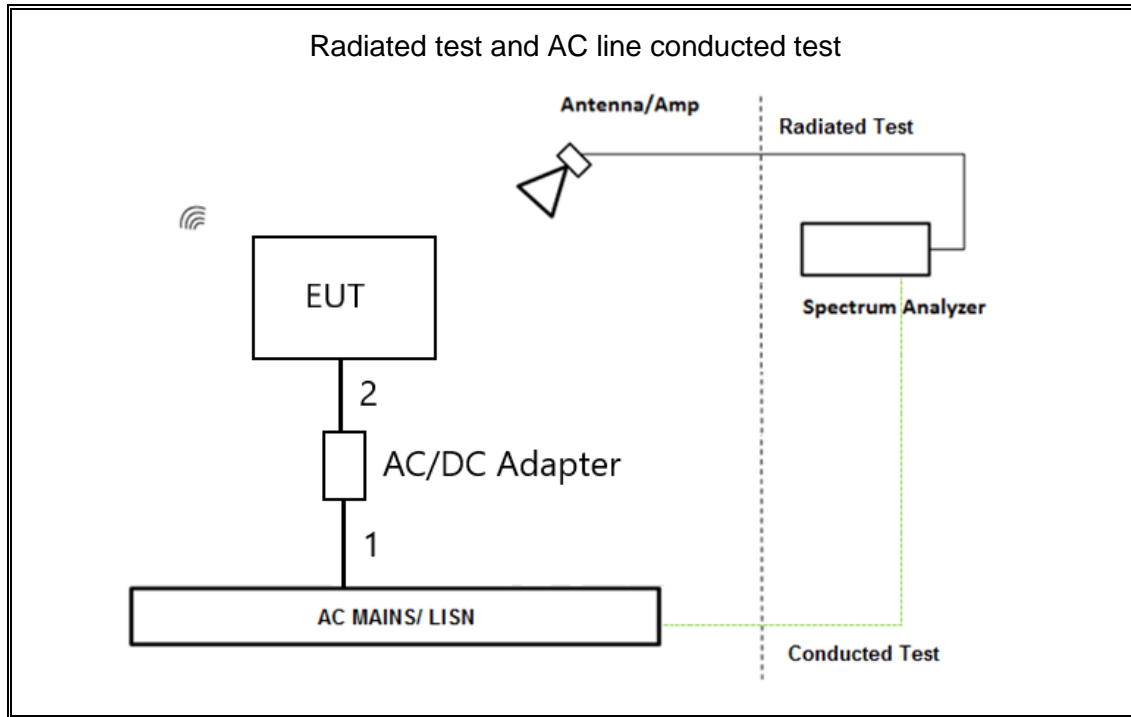 Radiated test and AC line conducted test
Antenna/Amp
Radiated Test
EUT
Spectrum Analyzer
2
AC/DC Adapter
1
AC MAINS/ LISN
Conducted Test